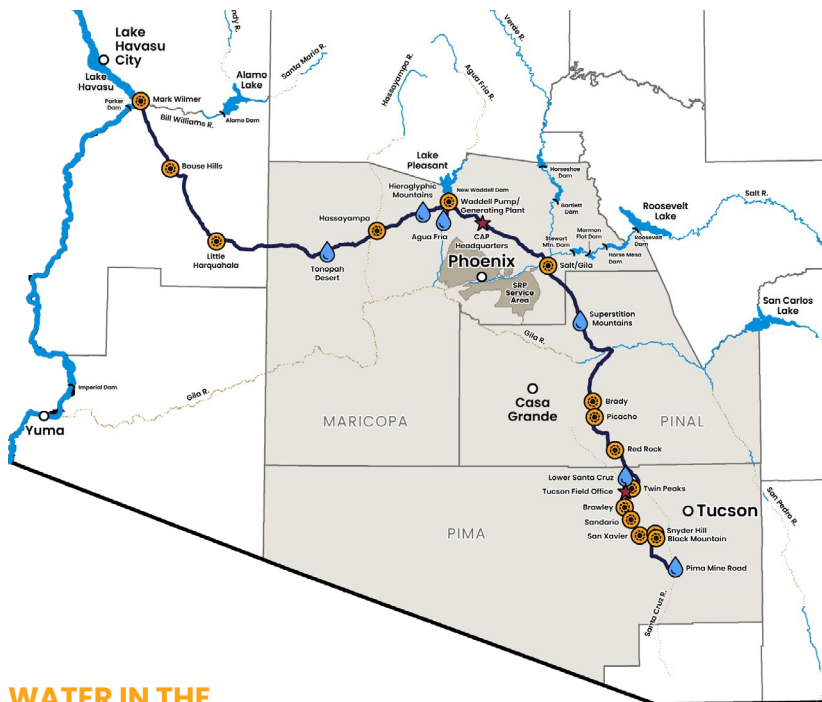 Lake
Havasu
City
Lake
Havasu
Parker
Dam
Mark Wilmer
Bill Williams R.
Alamo
Lake
Alamo Dam
Santa Maria R.
Hassayampa R.
Agua Fria R.
Verde R.
Bouse Hills
Little
Harquahala
Tonopah
Desert
Hassayampa
Hieroglyphic
Mountains
Lake
Pleasant
New Waddell Dam
Waddell Pump/
Generating Plant
Agua Fria
CAP
Headquarters
Phoenix
SRP
Service
Area
Horseshoe
Dam
Bartlett
Dam
Stewart
Mtn. Dam
Mormon
Flat Dam
Horse Mesa
Dam
Roosevelt
Dam
Roosevelt
Lake
Salt R.
Salt/Gila
Superstition
Mountains
San Carlos
Lake
Gila R.
Gila R.
Imperial Dam
Yuma
Casa
Grande
MARICOPA
PINAL
Brady
Picacho
Red Rock
Lower Santa Cruz
Tucson Field Office
Twin Peaks
Brawley
Sandario
San Xavier
Snyder Hill
Black Mountain
Tucson
PIMA
Pima Mine Road
San Pedro R.
Santa Cruz R.
WATER IN THE